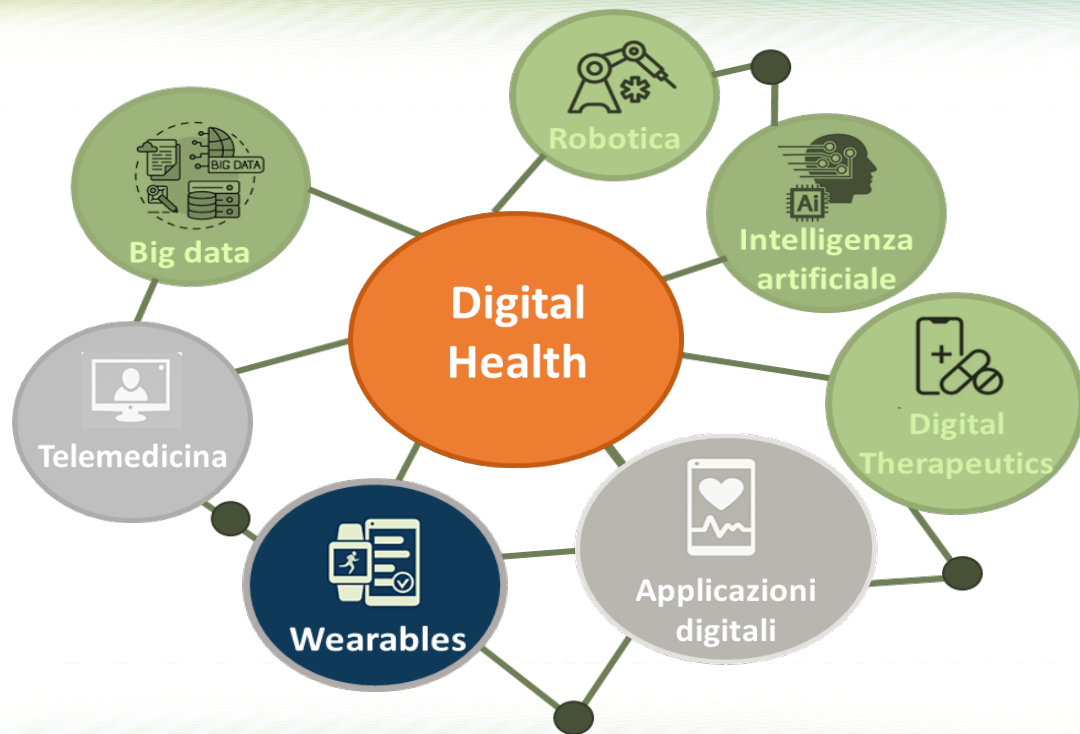 Robotica
BIG DATA
Big data
Ai
Intelligenza
artificiale
Digital
Health
Digital
Therapeutics
Telemedicina
Applicazioni
digitali
Wearables